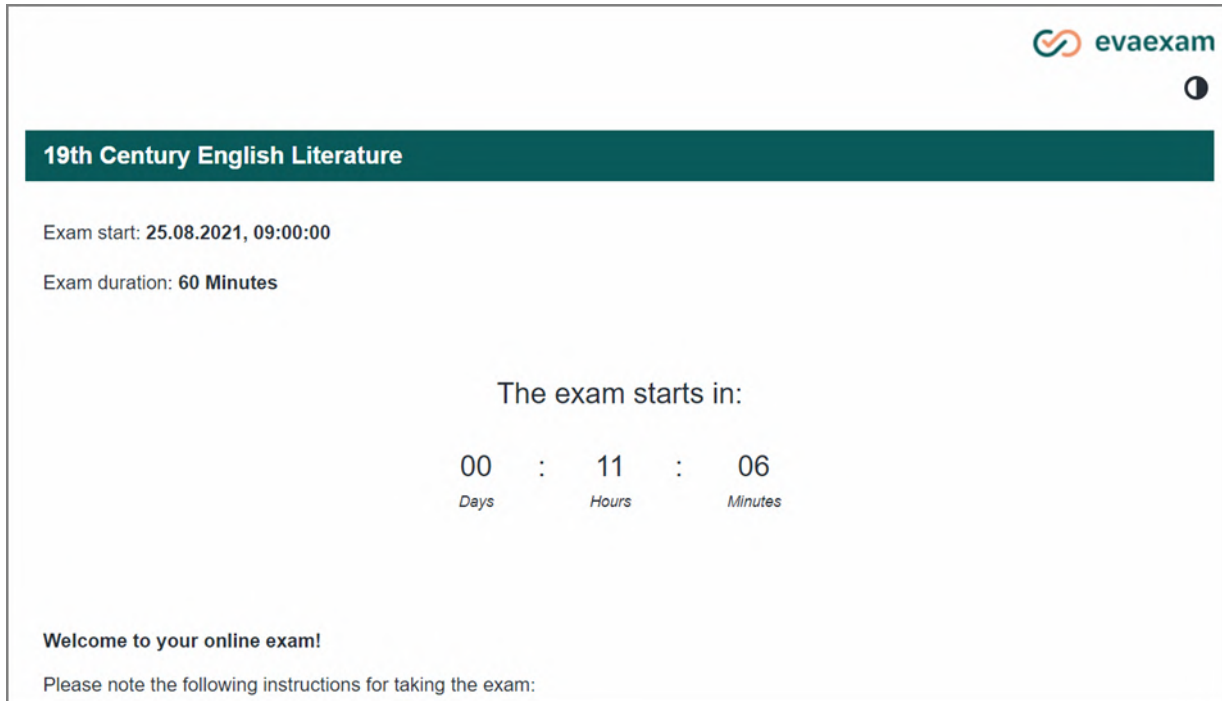 evaexam
19th Century English Literature
Exam start: 25.08.2021, 09:00:00
Exam duration: 60 Minutes
The exam starts in:
00 : 11 : 06
Days Hours Minutes
Welcome to your online exam!
Please note the following instructions for taking the exam: